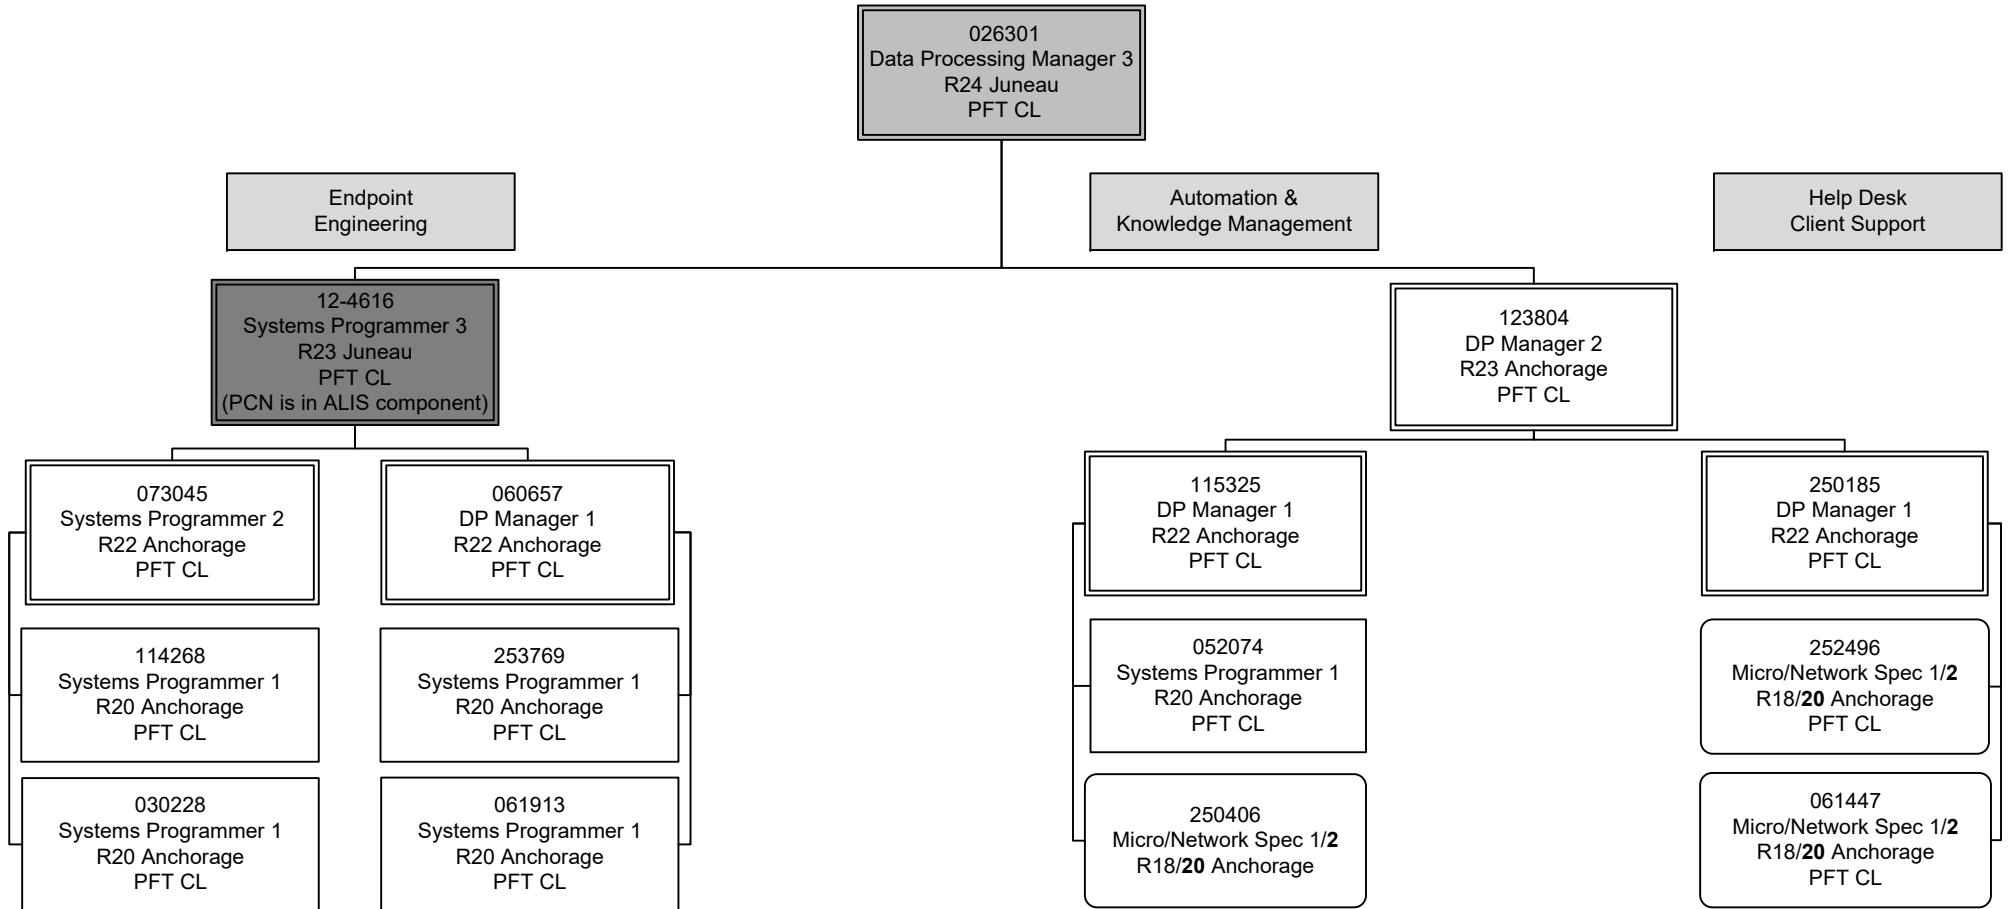 026301
Data Processing Manager 3
R24 Juneau
PFT CL
Endpoint
Engineering
Automation &
Knowledge Management
Help Desk
Client Support
12-4616
Systems Programmer 3
R23 Juneau
PFT CL
(PCN is in ALIS component)
123804
DP Manager 2
R23 Anchorage
PFT CL
073045
Systems Programmer 2
R22 Anchorage
PFT CL
060657
DP Manager 1
R22 Anchorage
PFT CL
115325
DP Manager 1
R22 Anchorage
PFT CL
250185
DP Manager 1
R22 Anchorage
PFT CL
114268
Systems Programmer 1
R20 Anchorage
PFT CL
253769
Systems Programmer 1
R20 Anchorage
PFT CL
052074
Systems Programmer 1
R20 Anchorage
PFT CL
252496
Micro/Network Spec 1/2
R18/20 Anchorage
PFT CL
030228
Systems Programmer 1
R20 Anchorage
PFT CL
061913
Systems Programmer 1
R20 Anchorage
PFT CL
250406
Micro/Network Spec 1/2
R18/20 Anchorage
061447
Micro/Network Spec 1/2
R18/20 Anchorage
PFT CL